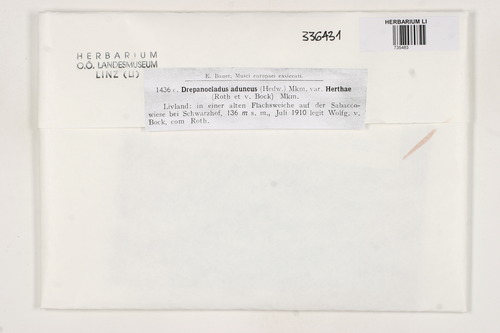 336431
HERBARIUM LI
735493
HERBARIUM
O.Ö. LANDESMUSEUM
LINZ (LI)
E. Bauer, Musci europaei exsiccati.
1436 c. Drepanocladus aduncus (Hedw.) Mkm. var. Herthae
(Roth et v. Bock) Mkm.
Livland: in einer alten Flachsweiche auf der Sabacco-
wiese bei Schwarzhof, 136 m s. m., Juli 1910 legit Wolfg. v.
Bock, com Roth.